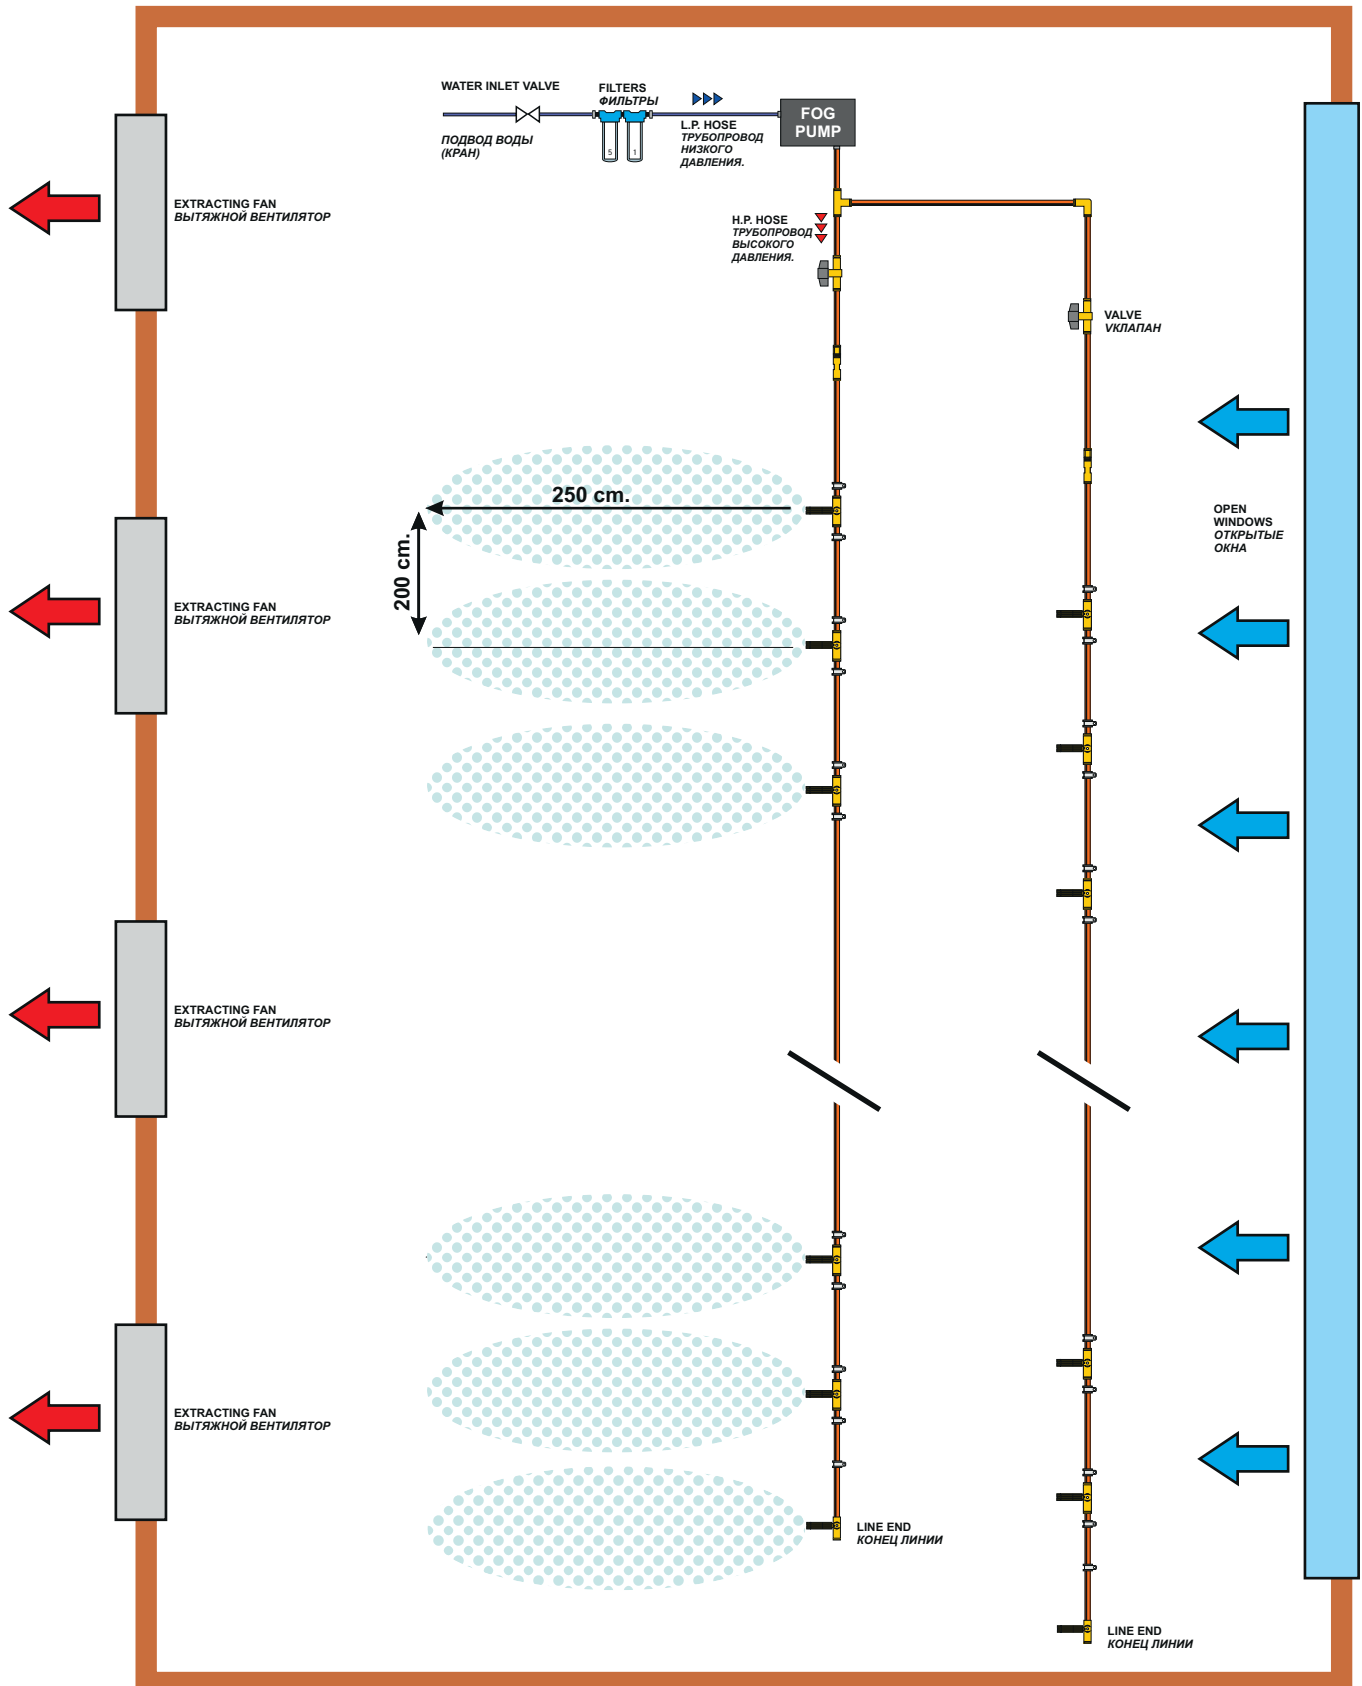 WATER INLET VALVE
ПОДВОД ВОДЫ
(КРАН)
FILTERS
ФИЛЬТРЫ
5
1
L.P. HOSE
ТРУБОПРОВОД
НИЗКОГО
ДАВЛЕНИЯ.
FOG
PUMP
EXTRACTING FAN
ВЫТЯЖНОЙ ВЕНТИЛЯТОР
H.P. HOSE
ТРУБОПРОВОД
ВЫСОКОГО
ДАВЛЕНИЯ.
VALVE
VКЛАПАН
250 cm.
200 cm.
OPEN
WINDOWS
ОТКРЫТЫЕ
ОКНА
EXTRACTING FAN
ВЫТЯЖНОЙ ВЕНТИЛЯТОР
EXTRACTING FAN
ВЫТЯЖНОЙ ВЕНТИЛЯТОР
EXTRACTING FAN
ВЫТЯЖНОЙ ВЕНТИЛЯТОР
LINE END
КОНЕЦ ЛИНИИ
LINE END
КОНЕЦ ЛИНИИ